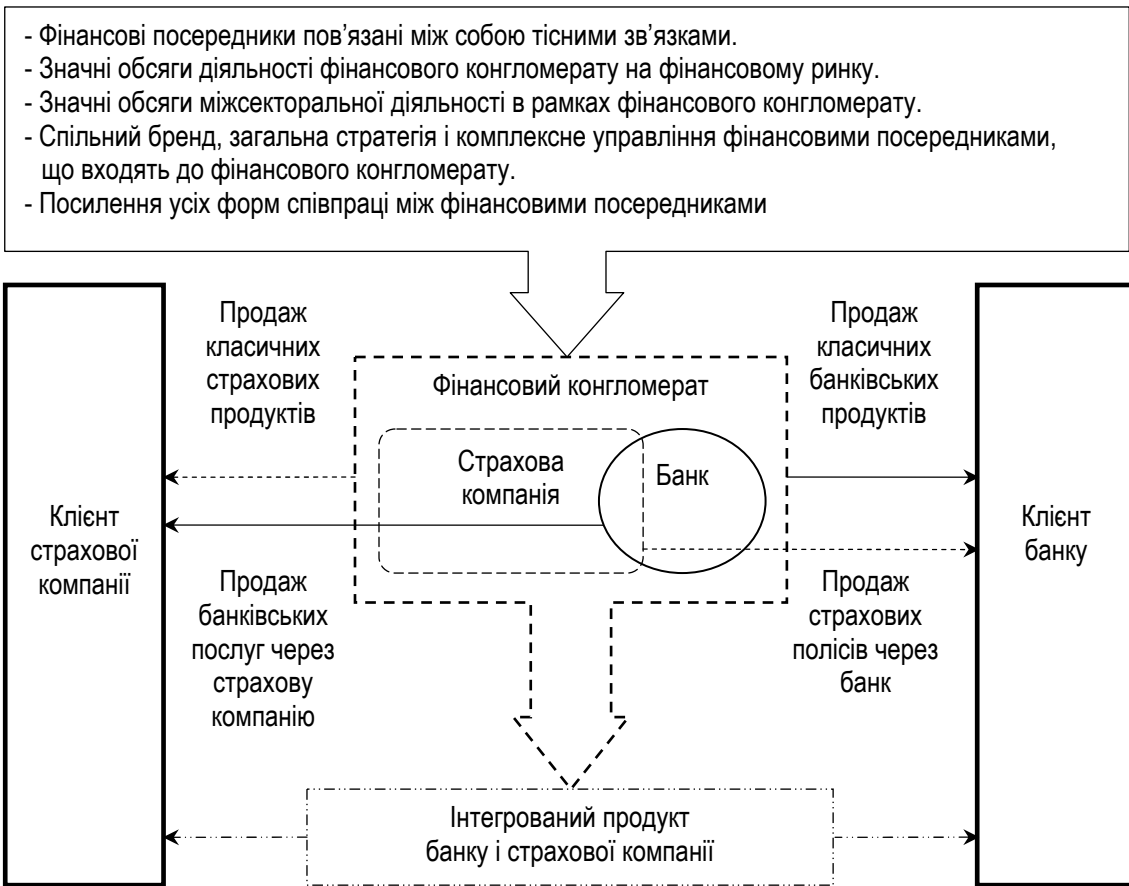 - Фінансові посередники пов’язані між собою тісними зв’язками.
- Значні обсяги діяльності фінансового конгломерату на фінансовому ринку.
- Значні обсяги міжсекторальної діяльності в рамках фінансового конгломерату.
- Спільний бренд, загальна стратегія і комплексне управління фінансовими посередниками,
що входять до фінансового конгломерату.
- Посилення усіх форм співпраці між фінансовими посередниками
Продаж
класичних
страхових
продуктів
Продаж
класичних
банківських
продуктів
Фінансовий конгломерат
Страхова
компанія
Банк
Клієнт
страхової
компанії
Клієнт
банку
Продаж
банківських
послуг через
страхову
компанію
Продаж
страхових
полісів через
банк
Інтегрований продукт
банку і страхової компанії